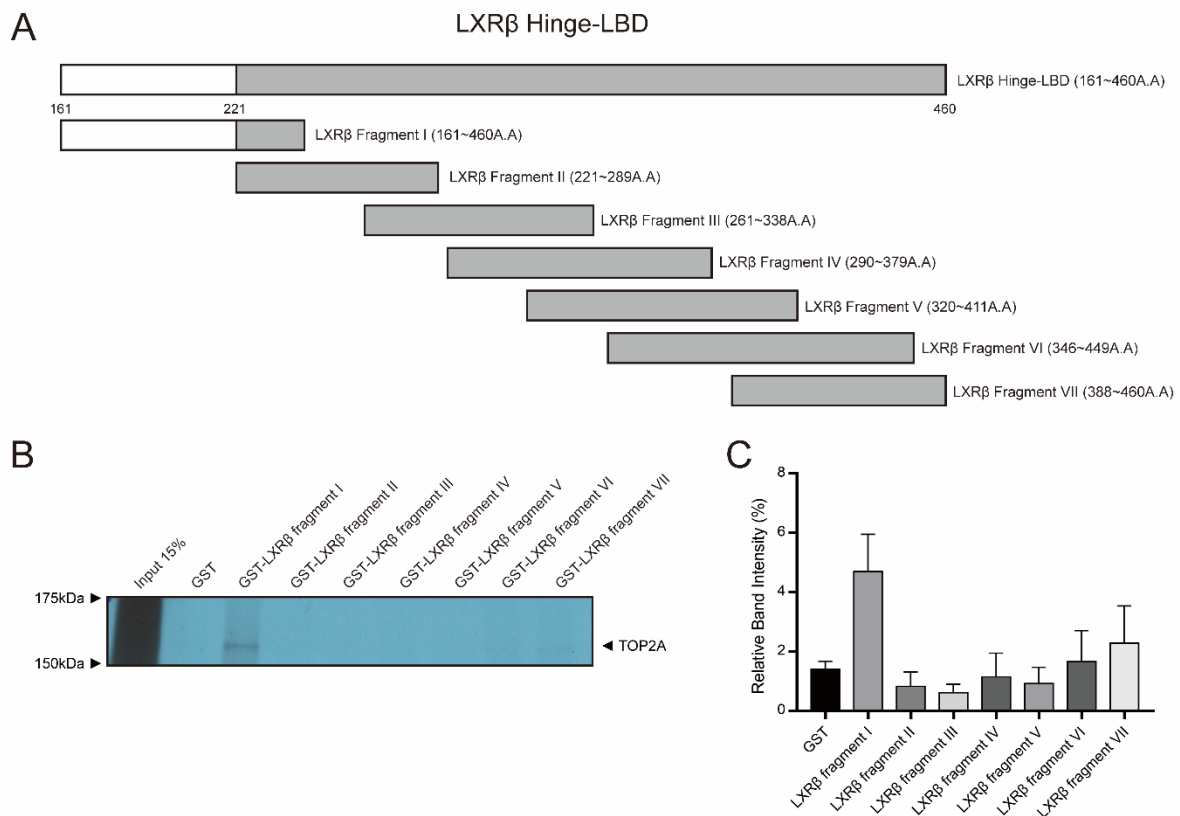 A
LXRβ Hinge-LBD
LXRβ Hinge-LBD (161~460A.A)
161
221
460
LXRβ Fragment I (161~460A.A)
LXRβ Fragment II (221~289A.A)
LXRβ Fragment III (261~338A.A)
LXRβ Fragment IV (290~379A.A)
LXRβ Fragment V (320~411A.A)
LXRβ Fragment VI (346~449A.A)
LXRβ Fragment VII (388~460A.A)
B
Input 15%
GST
GST-LXRβ fragment I
GST-LXRβ fragment II
GST-LXRβ fragment III
GST-LXRβ fragment IV
GST-LXRβ fragment V
GST-LXRβ fragment VI
GST-LXRβ fragment VII
175kDa
150kDa
TOP2A
C
Relative Band Intensity (%)
8
6
4
2
0
GST
LXRβ fragment I
LXRβ fragment II
LXRβ fragment III
LXRβ fragment IV
LXRβ fragment V
LXRβ fragment VI
LXRβ fragment VII